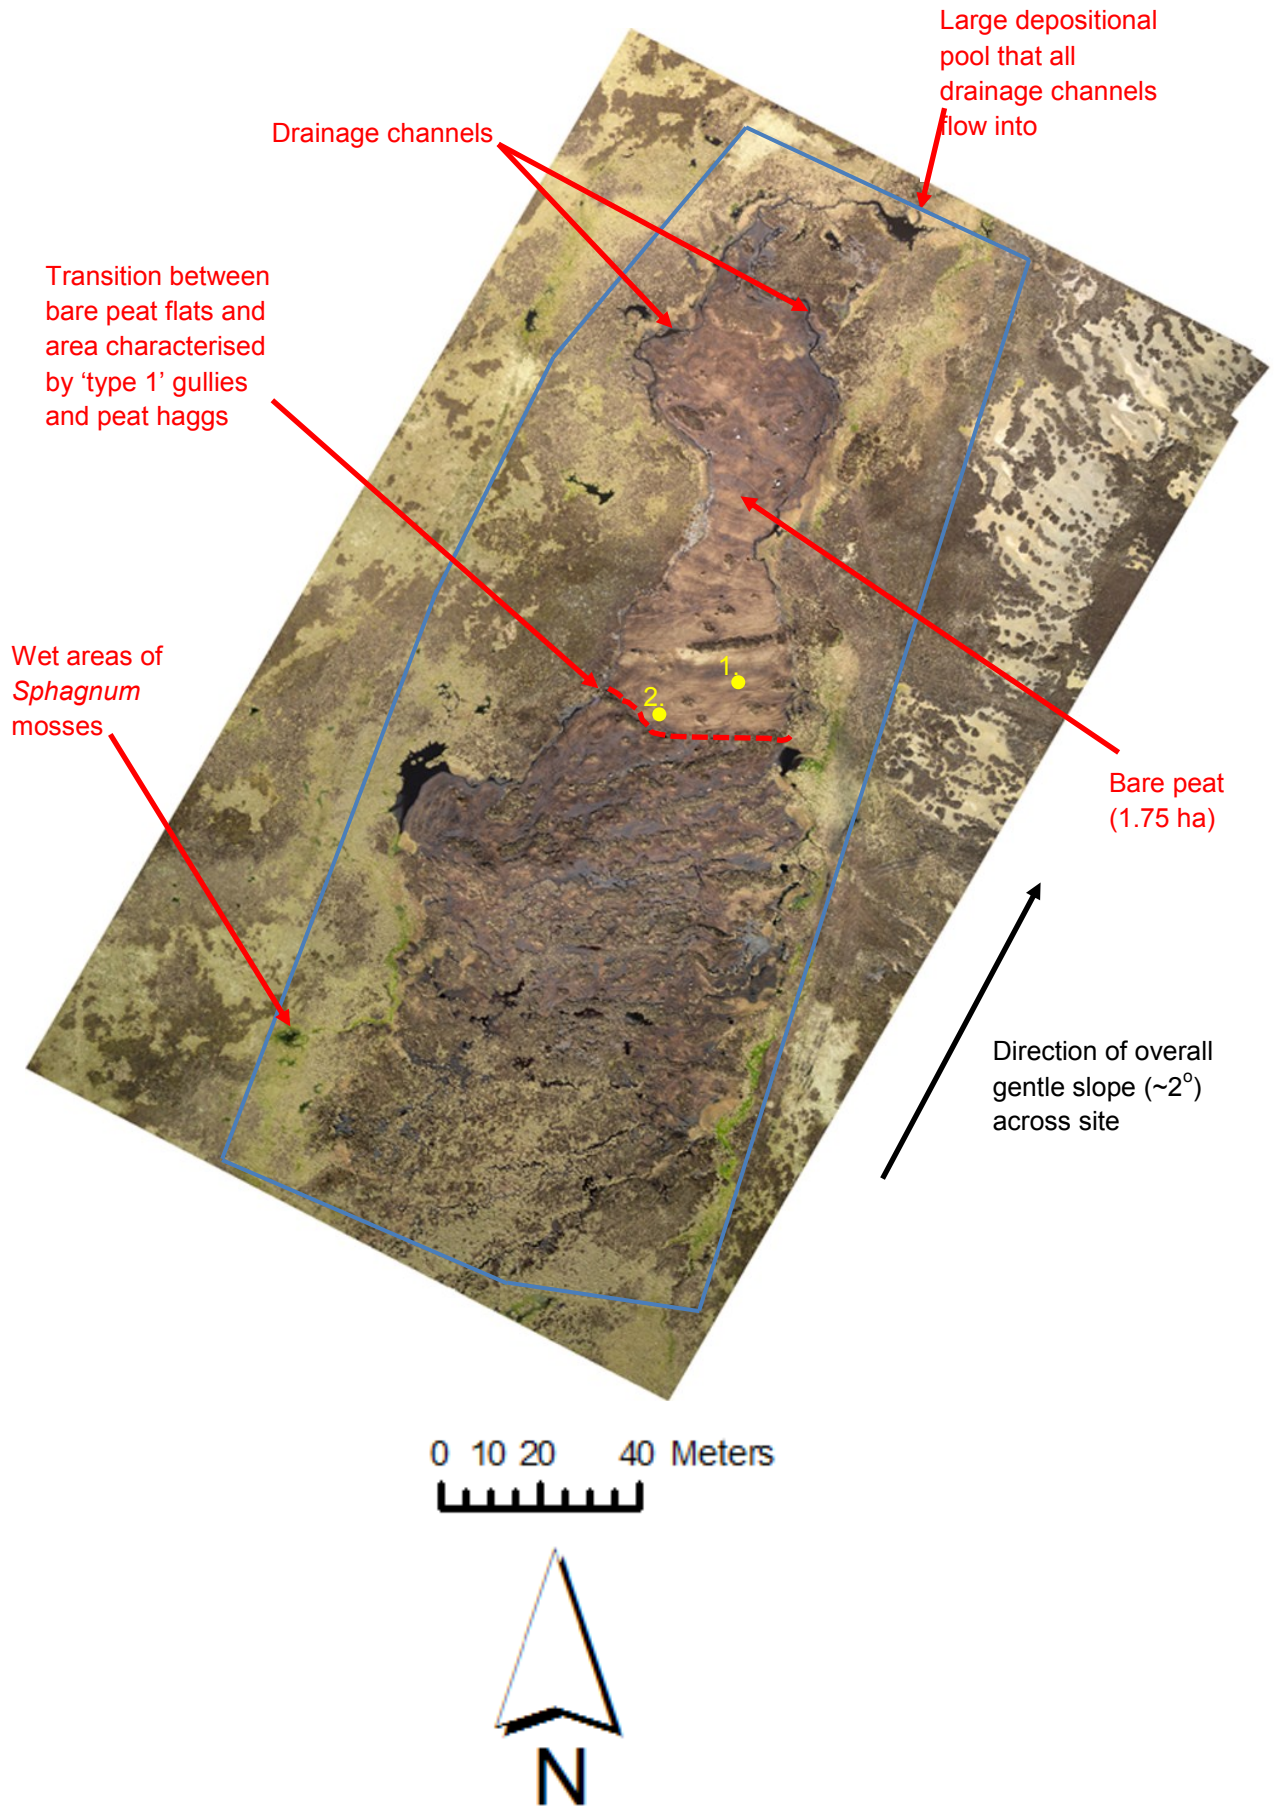 Large depositional
pool that all
drainage channels
flow into
Drainage channels
Transition between
bare peat flats and
area characterised
by ‘type 1’ gullies
and peat haggs
Wet areas of
Sphagnum
mosses
1.
2.
Bare peat
(1.75 ha)
Direction of overall
gentle slope (~2°)
across site
0 10 20 40 Meters
N